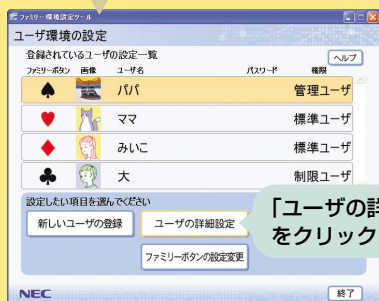 ファミリー環境設定ツール
ユーザ環境の設定
登録されているユーザの設定一覧
ヘルプ
ファミリーボタン 画像 ユーザ名 パスワード 権限
パパ 管理ユーザ
ママ 標準ユーザ
みいこ 標準ユーザ
大 制限ユーザ
設定したい項目を選んでください
新しいユーザの登録 ユーザの詳細設定
ファミリーボタンの設定変更
「ユーザの詳
をクリック
NEC 終了